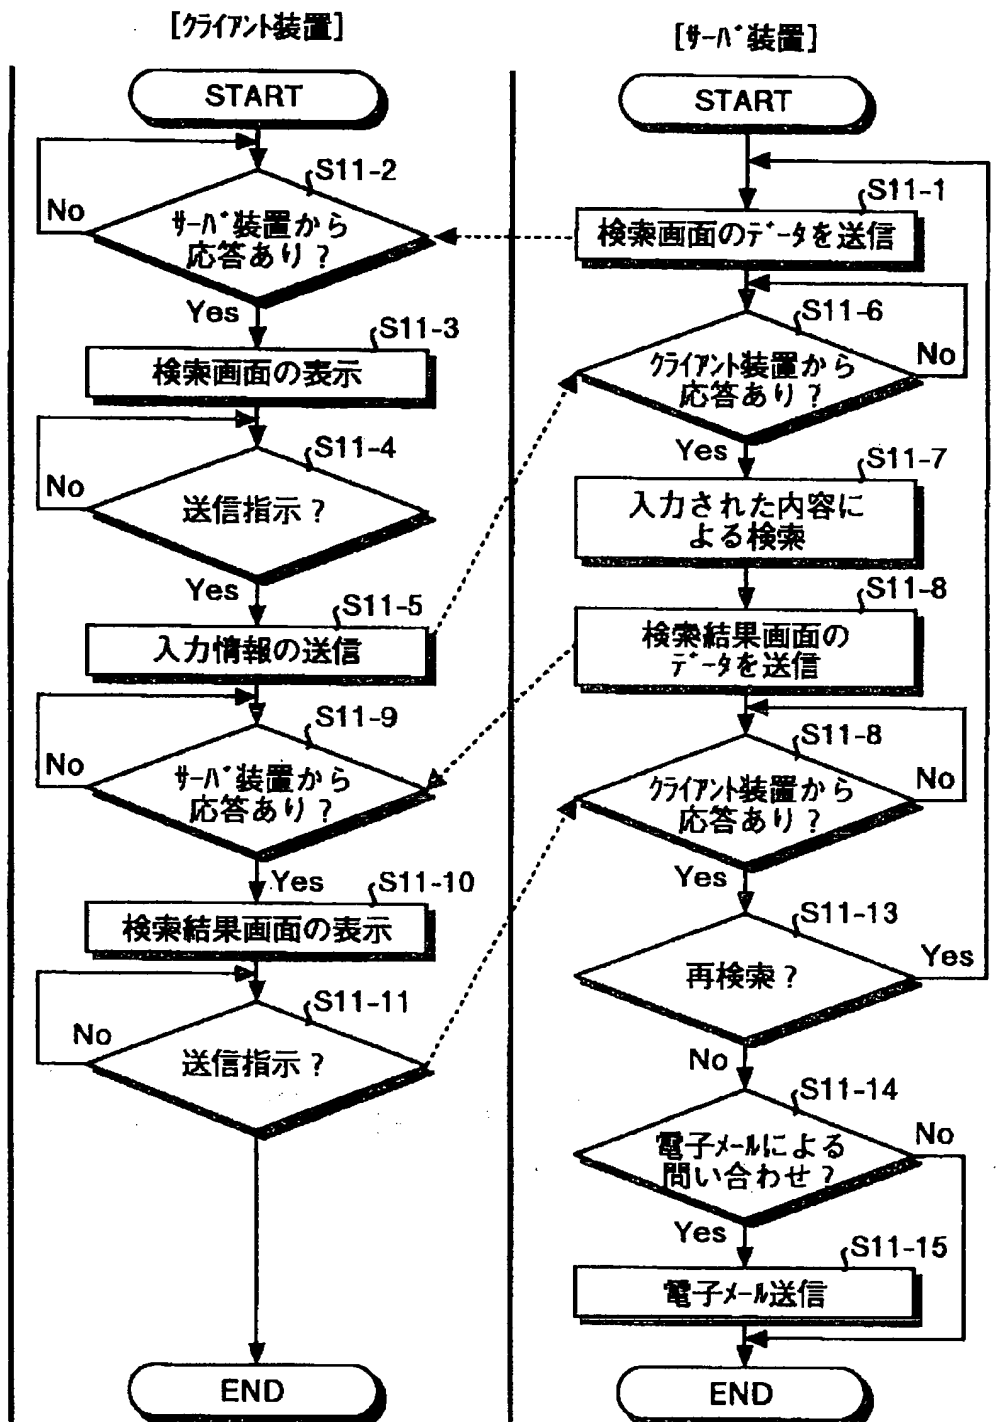 [クライアント装置]
START
S11-2
No
サーバ装置から
応答あり?
Yes
S11-3
検索画面の表示
S11-4
No
送信指示?
Yes
S11-5
入力情報の送信
S11-9
No
サーバ装置から
応答あり?
Yes
S11-10
検索結果画面の表示
S11-11
No
送信指示?
END
[サーバ装置]
START
S11-1
検索画面のデータを送信
S11-6
クライアント装置から
応答あり?
No
Yes
S11-7
入力された内容に
よる検索
S11-8
検索結果画面の
データを送信
S11-8
クライアント装置から
応答あり?
No
Yes
S11-13
再検索?
Yes
No
S11-14
電子メールによる
問い合わせ?
No
Yes
S11-15
電子メール送信
END